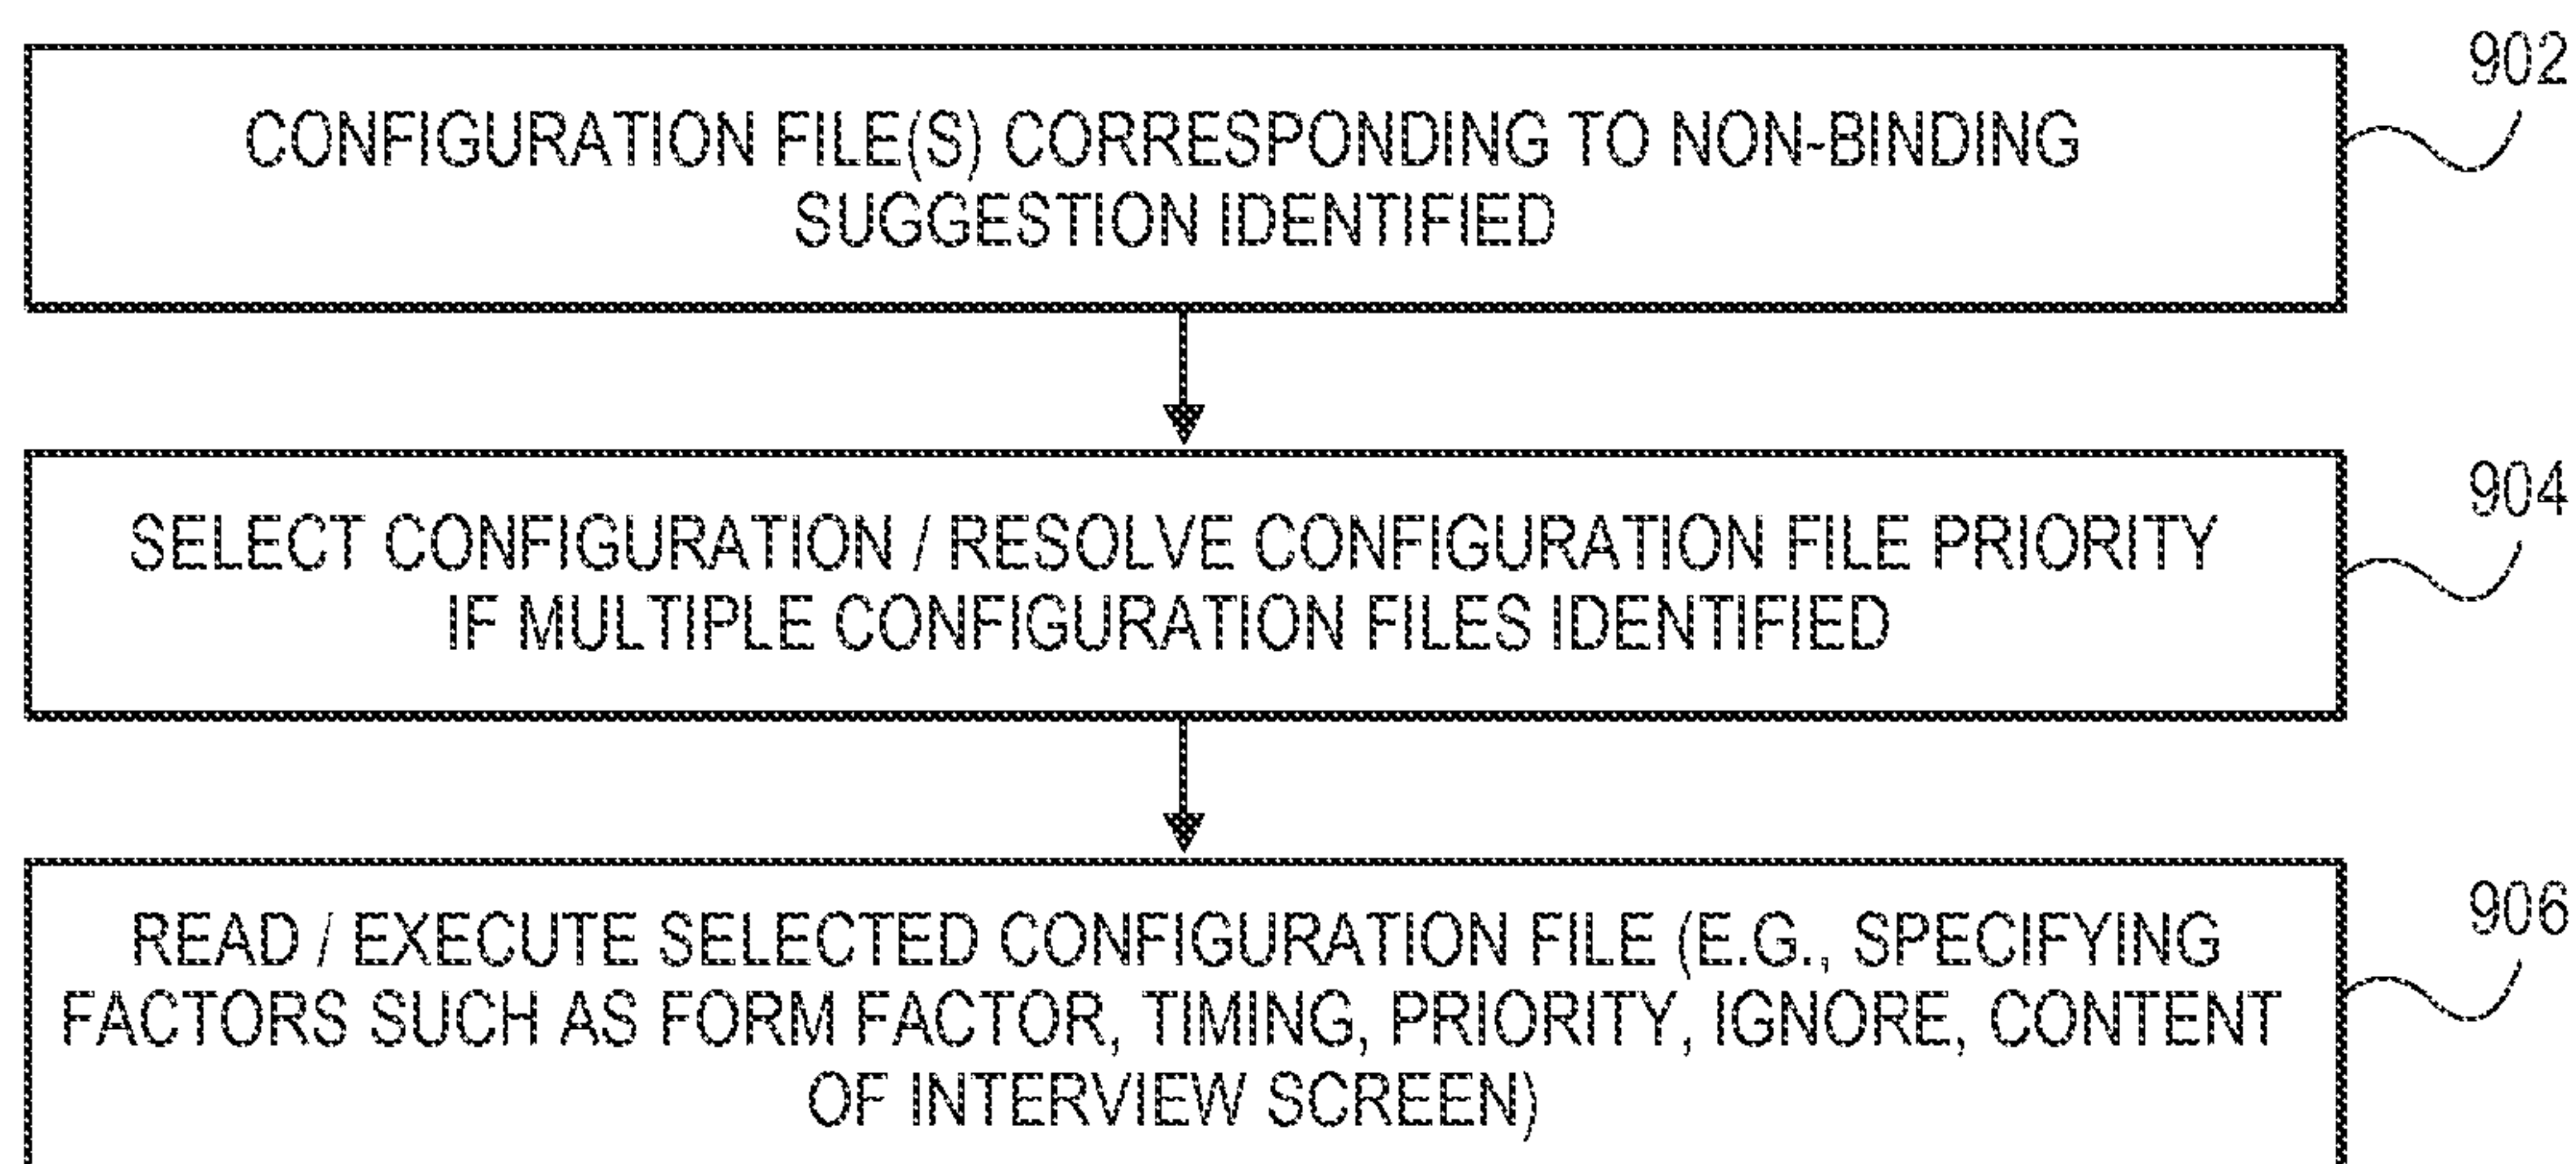 902
CONFIGURATION FILE(S) CORRESPONDING TO NON-BINDING
SUGGESTION IDENTIFIED
904
SELECT CONFIGURATION / RESOLVE CONFIGURATION FILE PRIORITY
IF MULTIPLE CONFIGURATION FILES IDENTIFIED
906
READ / EXECUTE SELECTED CONFIGURATION FILE (E.G., SPECIFYING
FACTORS SUCH AS FORM FACTOR, TIMING, PRIORITY, IGNORE, CONTENT
OF INTERVIEW SCREEN)